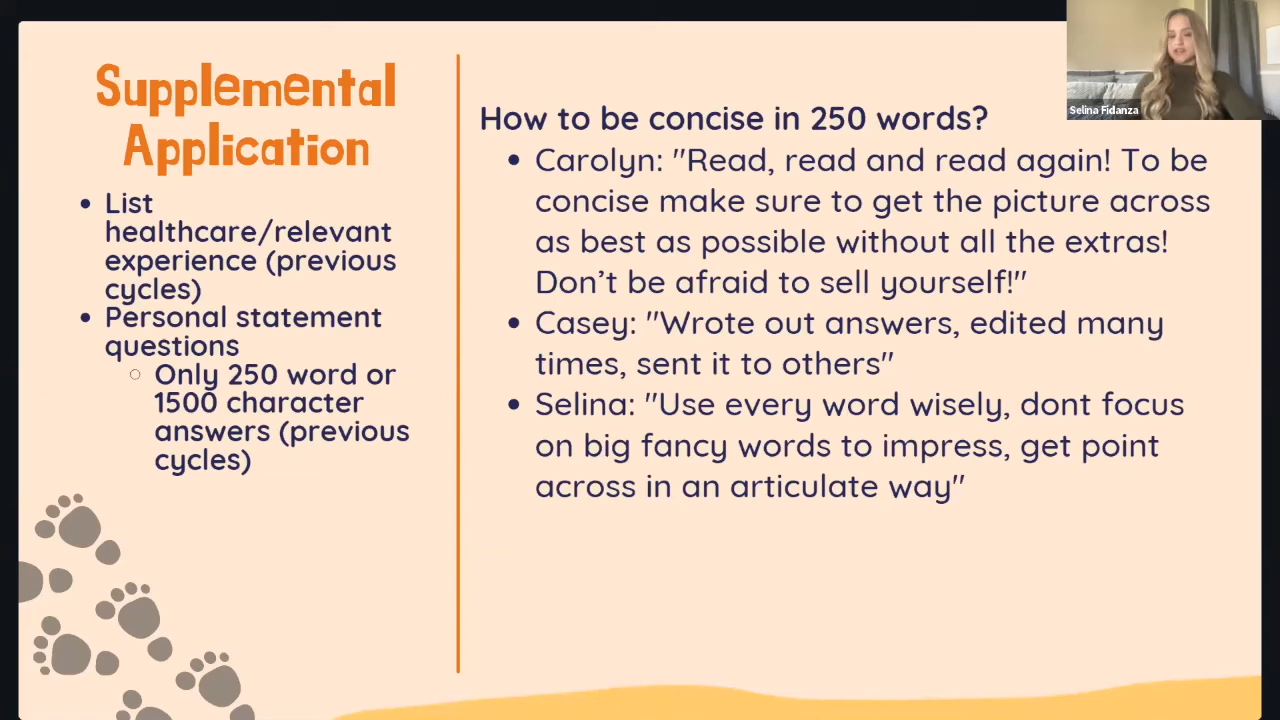 Supplemental
Application
• List
healthcare/relevant
experience (previous
cycles)
• Personal statement
questions
○ Only 250 word or
1500 character
answers (previous
cycles)
How to be concise in 250 words?
• Carolyn: "Read, read and read again! To be
concise make sure to get the picture across
as best as possible without all the extras!
Don’t be afraid to sell yourself!"
• Casey: "Wrote out answers, edited many
times, sent it to others"
• Selina: "Use every word wisely, dont focus
on big fancy words to impress, get point
across in an articulate way"
Selina Fidanza